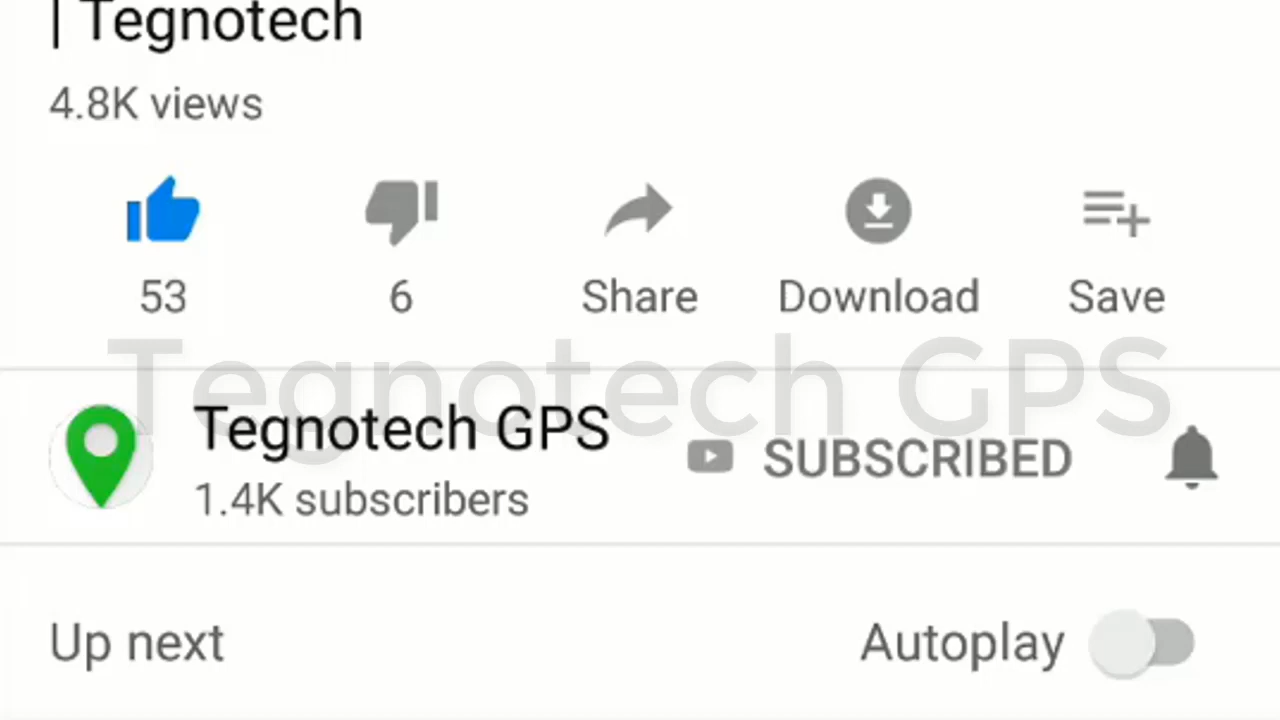 | Tegnotech
4.8K views
53
6
Share
Download
Save
Tegnotech GPS
Tegnotech GPS
SUBSCRIBED
1.4K subscribers
Up next
Autoplay